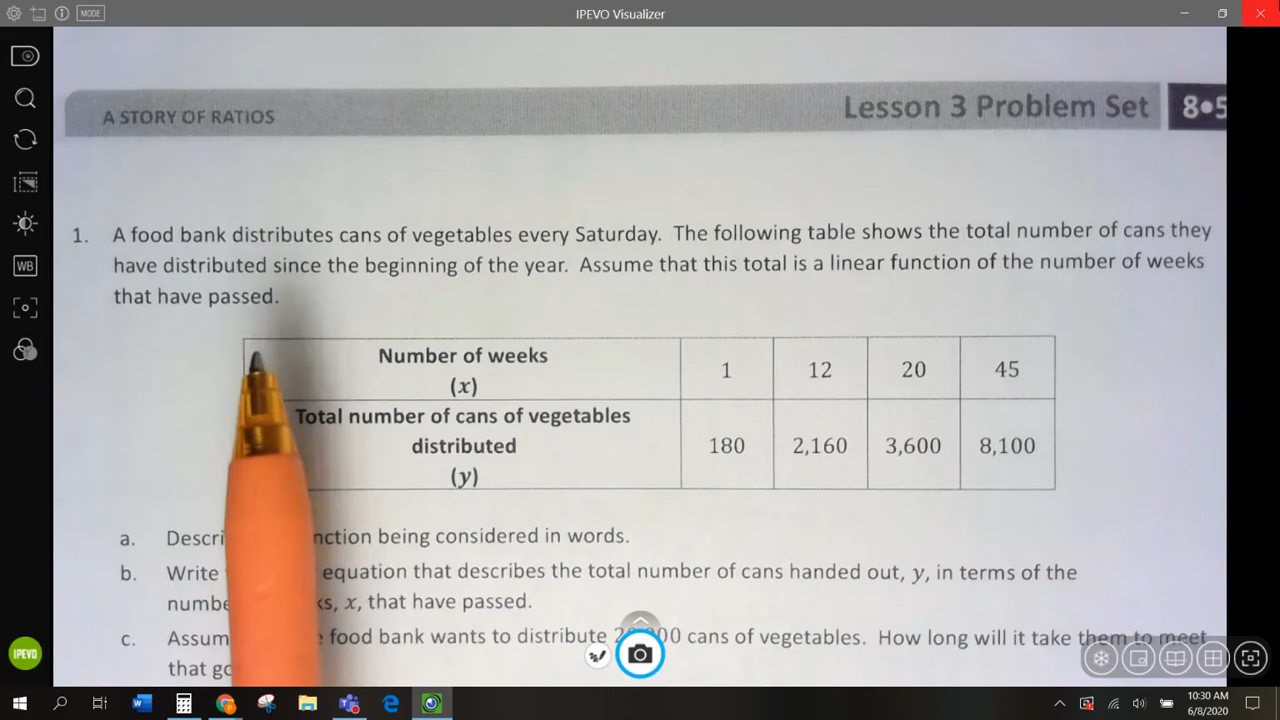 MODE
IPEVO Visualizer
A STORY OF RATIOS
Lesson 3 Problem Set
8•5
WB
1. A food bank distributes cans of vegetables every Saturday. The following table shows the total number of cans they
have distributed since the beginning of the year. Assume that this total is a linear function of the number of weeks
that have passed.
Number of weeks
(x)
1 12 20 45
Total number of cans of vegetables
distributed
(y)
180 2,160 3,600 8,100
a. being considered in words.
b. Write equation that describes the total number of cans handed out, y, in terms of the
x, that have passed.
c. food bank wants to distribute cans of vegetables. How long will it take them to meet
that
IPEVO
10:30 AM
6/8/2020